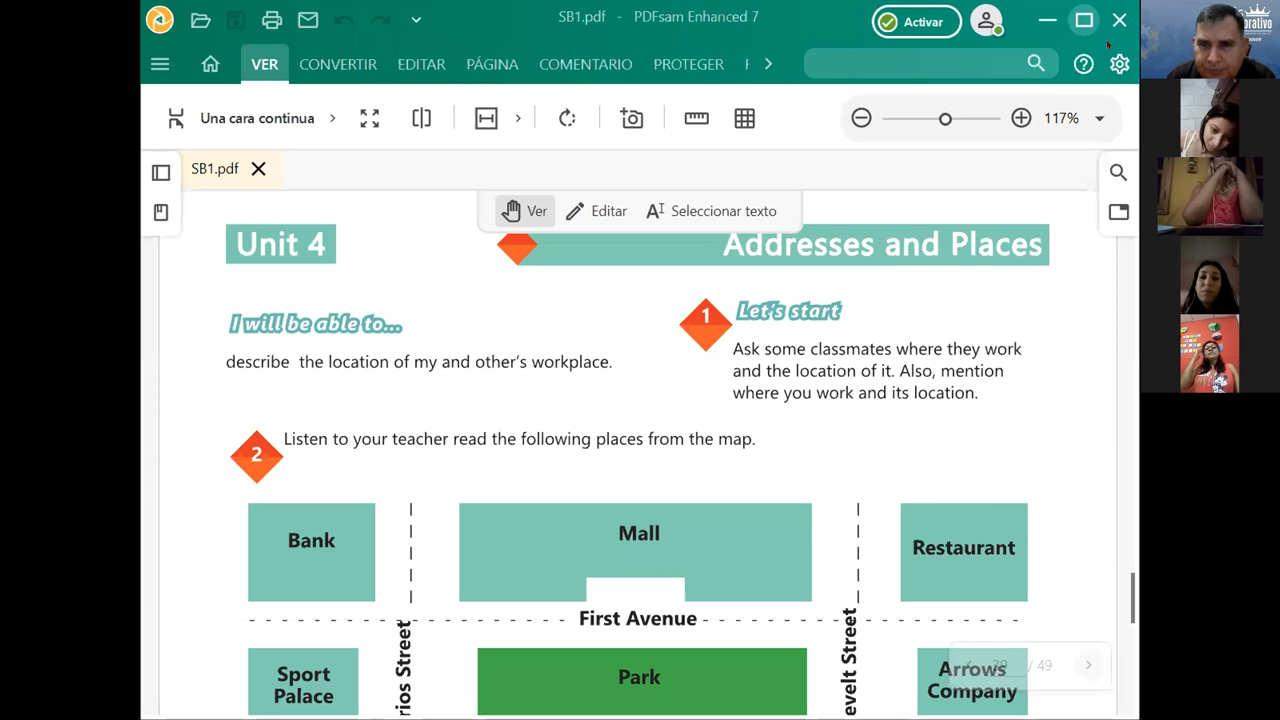 SB1.pdf - PDFsam Enhanced 7
Activar
VER CONVERTIR EDITAR PÁGINA COMENTARIO PROTEGER
Una cara continua
117%
SB1.pdf
Ver Editar Seleccionar texto
Unit 4
Addresses and Places
I will be able to...
describe the location of my and other's workplace.
1
Let's start
Ask some classmates where they work
and the location of it. Also, mention
where you work and its location.
2
Listen to your teacher read the following places from the map.
Bank
Mall
Restaurant
First Avenue
rios Street
evelt Street
Sport
Palace
Park
Arrows
Company
/ 49